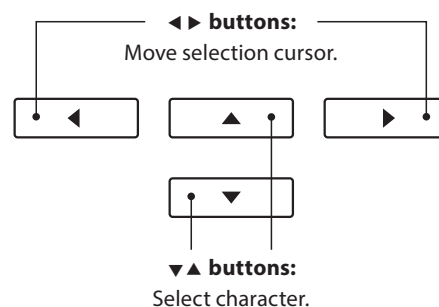 ◀ ▶ buttons:
Move selection cursor.
◀
▲
▶
▼
▼▲ buttons:
Select character.